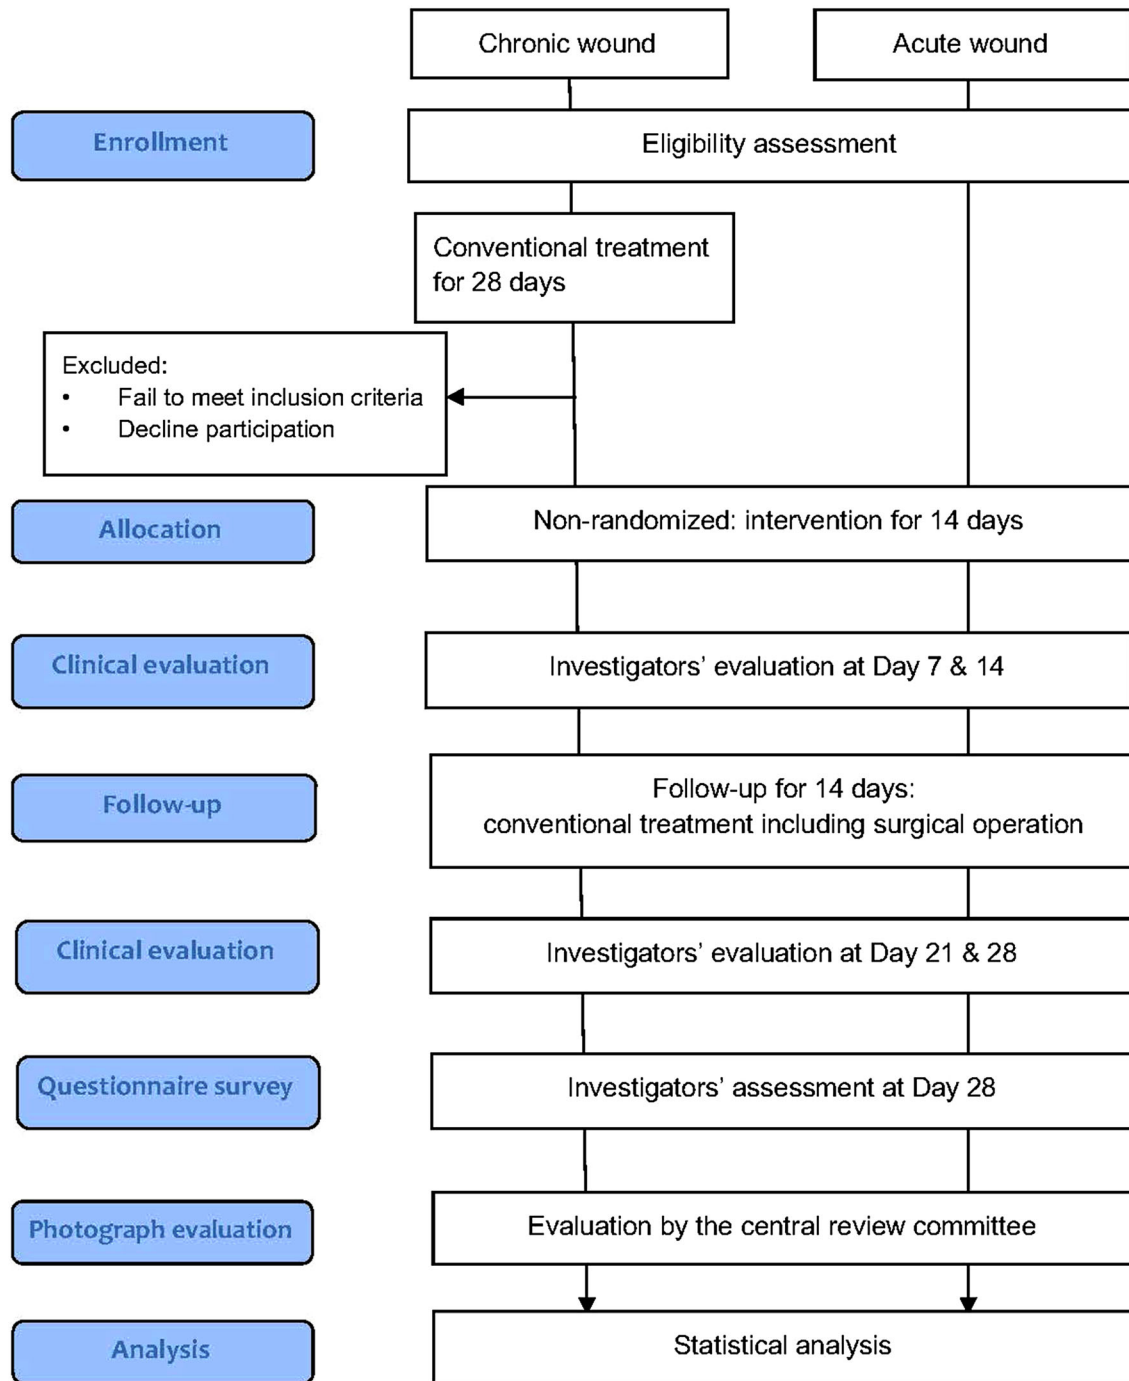 Chronic wound
Acute wound
Enrollment
Eligibility assessment
Conventional treatment
for 28 days
Excluded:
• Fail to meet inclusion criteria
• Decline participation
Allocation
Non-randomized: intervention for 14 days
Clinical evaluation
Investigators’ evaluation at Day 7 & 14
Follow-up
Follow-up for 14 days:
conventional treatment including surgical operation
Clinical evaluation
Investigators’ evaluation at Day 21 & 28
Questionnaire survey
Investigators’ assessment at Day 28
Photograph evaluation
Evaluation by the central review committee
Analysis
Statistical analysis